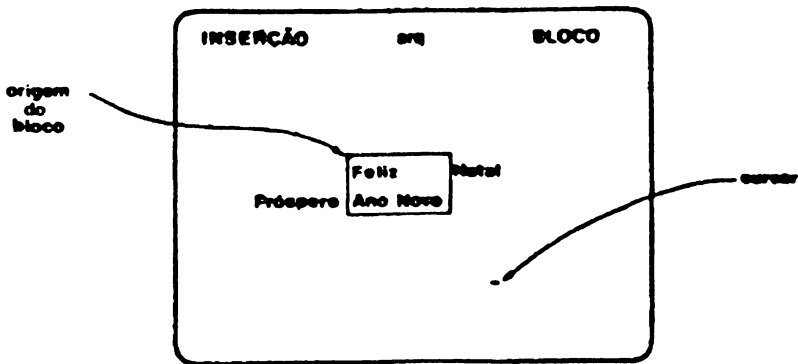 INSERÇÃO arq BLOCO
origem
do
bloco
Feliz Natal
cursor
Próspero Ano Novo